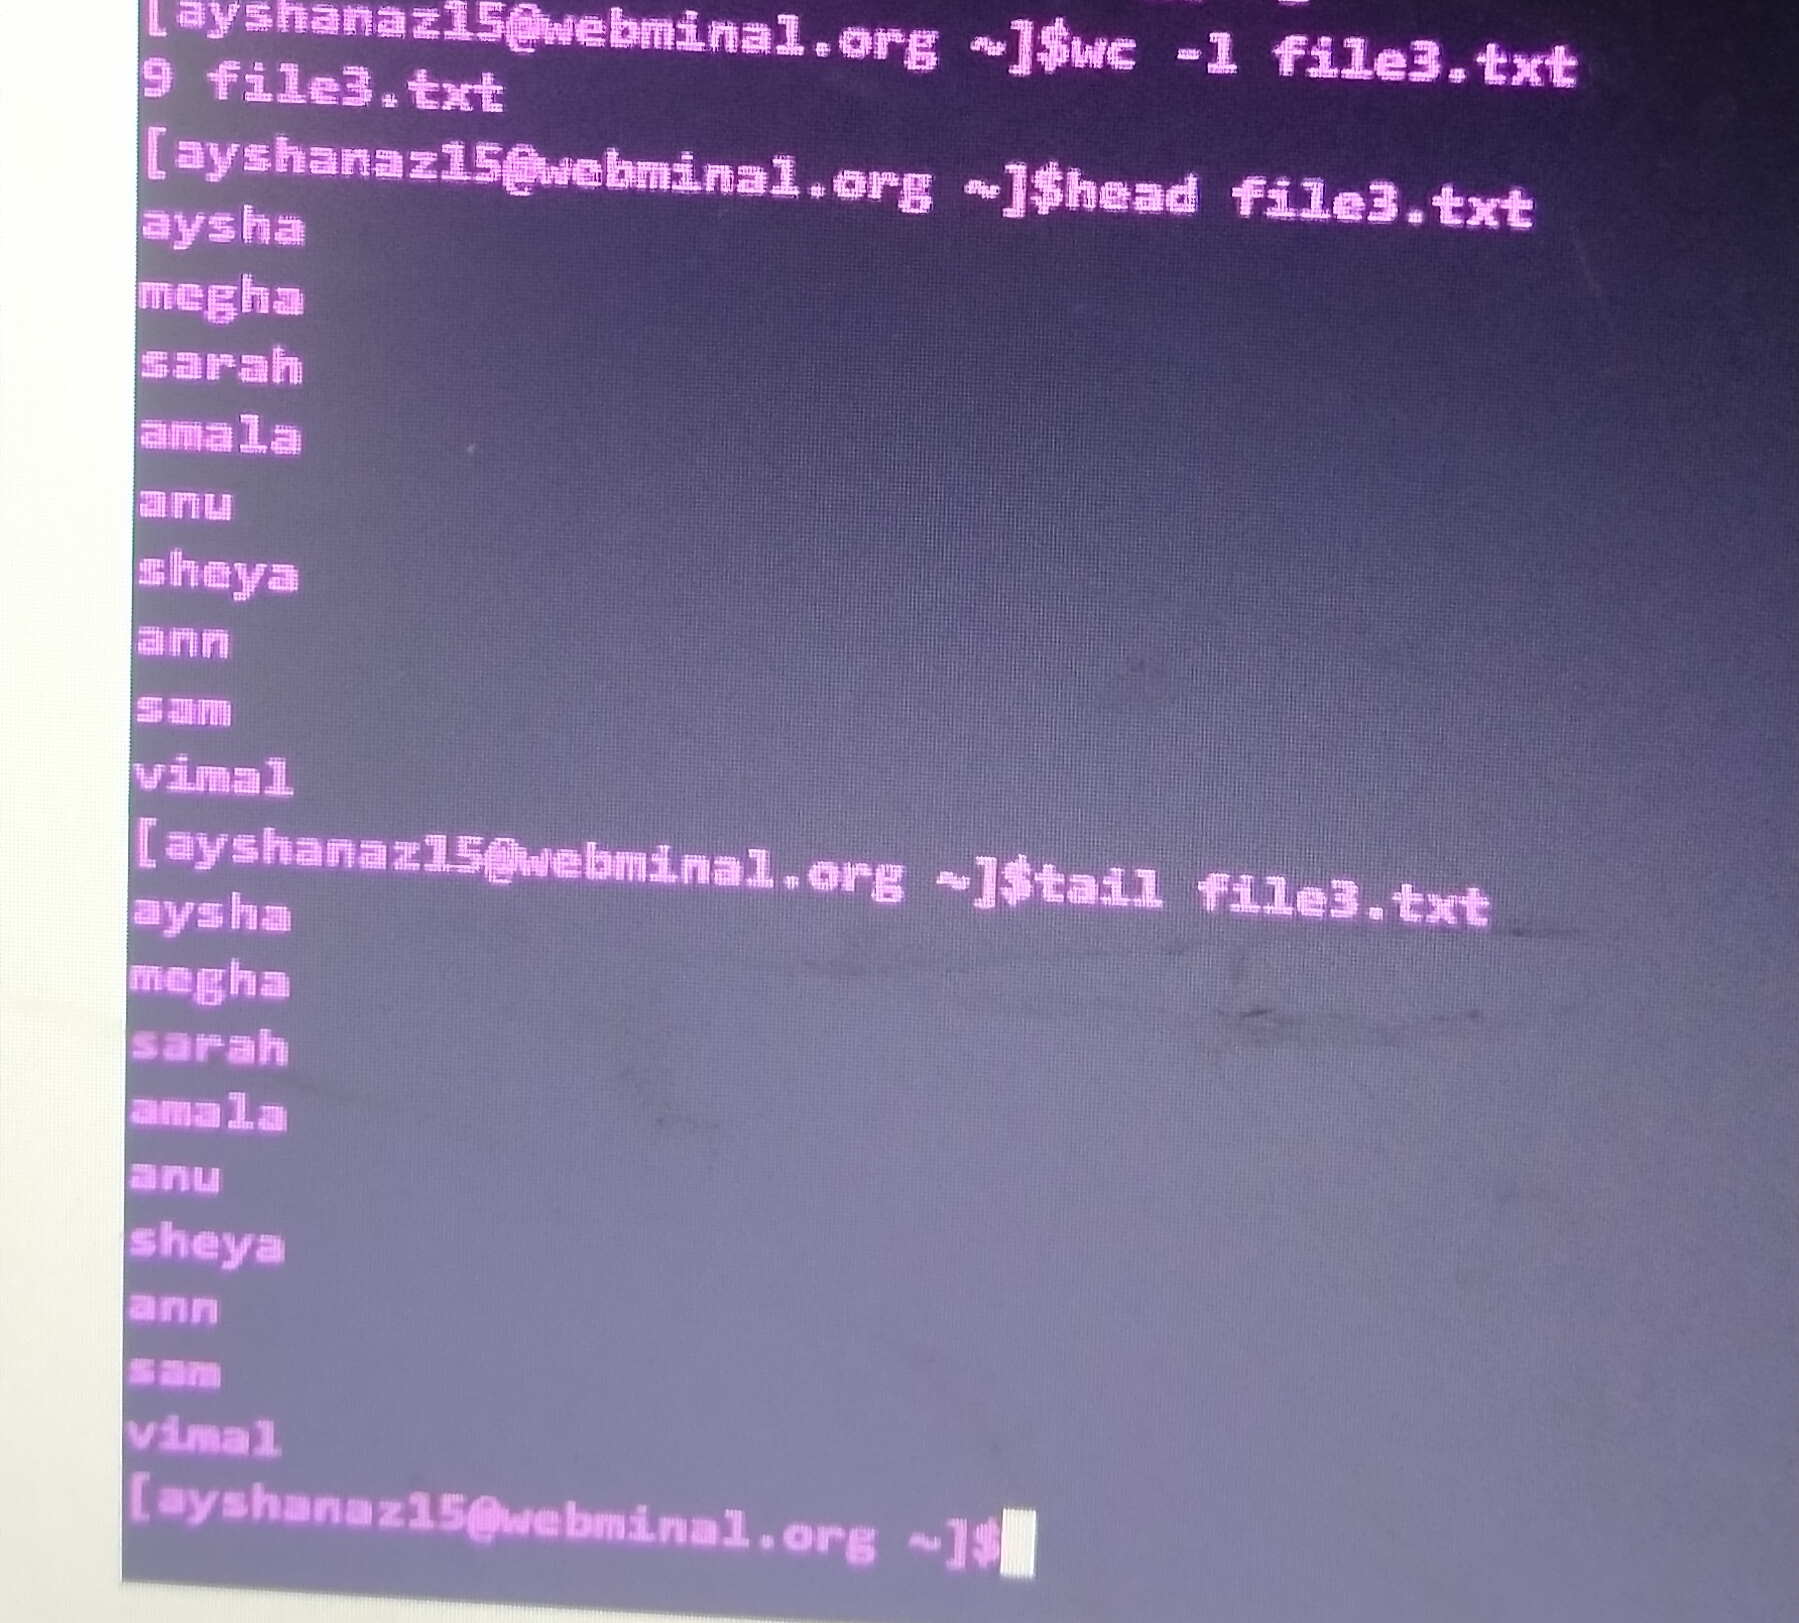 [ayshanaz15@webminal.org ~]$wc -l file3.txt
9 file3.txt
[ayshanaz15@webminal.org ~]$head file3.txt
aysha
megha
sarah
amala
anu
sheya
ann
sam
vimal
[ayshanaz15@webminal.org ~]$tail file3.txt
aysha
megha
sarah
amala
anu
sheya
ann
sam
vimal
[ayshanaz15@webminal.org ~]$